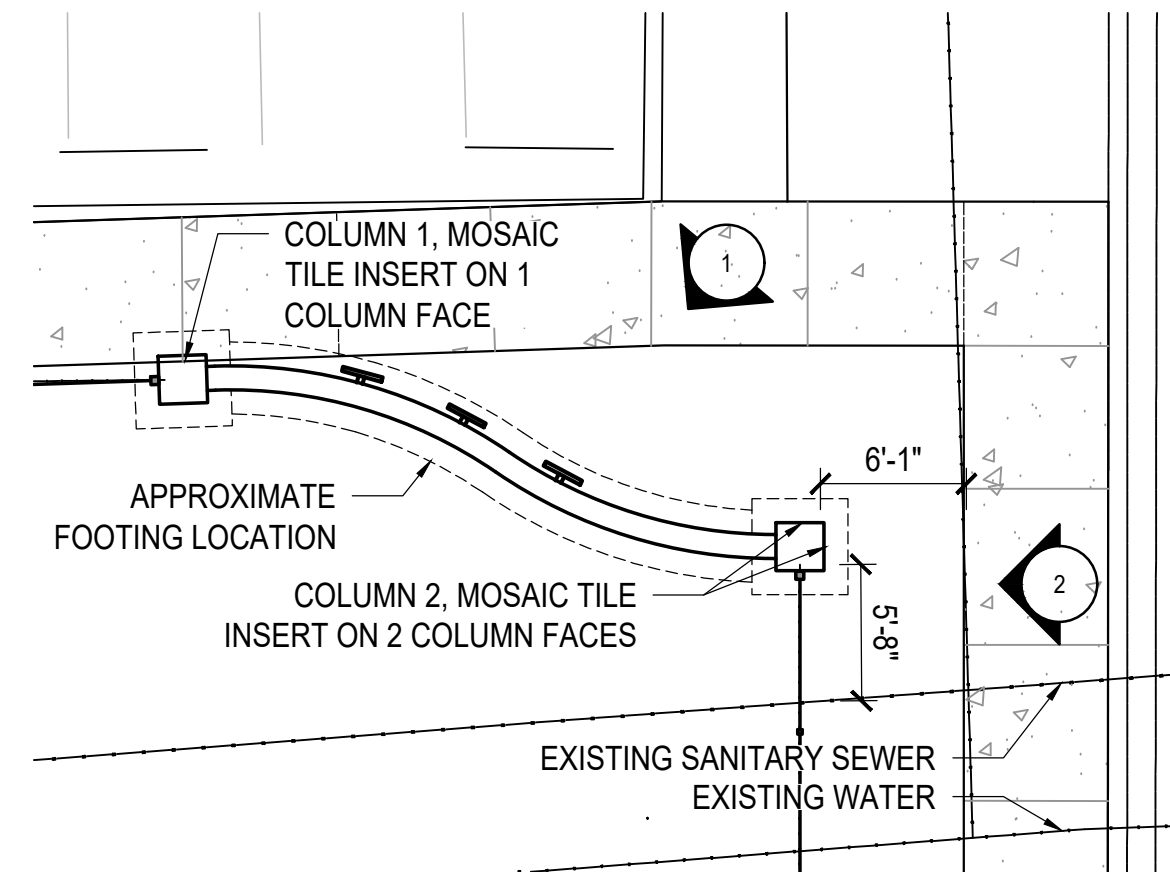 COLUMN 1, MOSAIC
TILE INSERT ON 1
COLUMN FACE
1
6'-1"
APPROXIMATE
FOOTING LOCATION
COLUMN 2, MOSAIC TILE
INSERT ON 2 COLUMN FACES
2
5'-8"
EXISTING SANITARY SEWER
EXISTING WATER